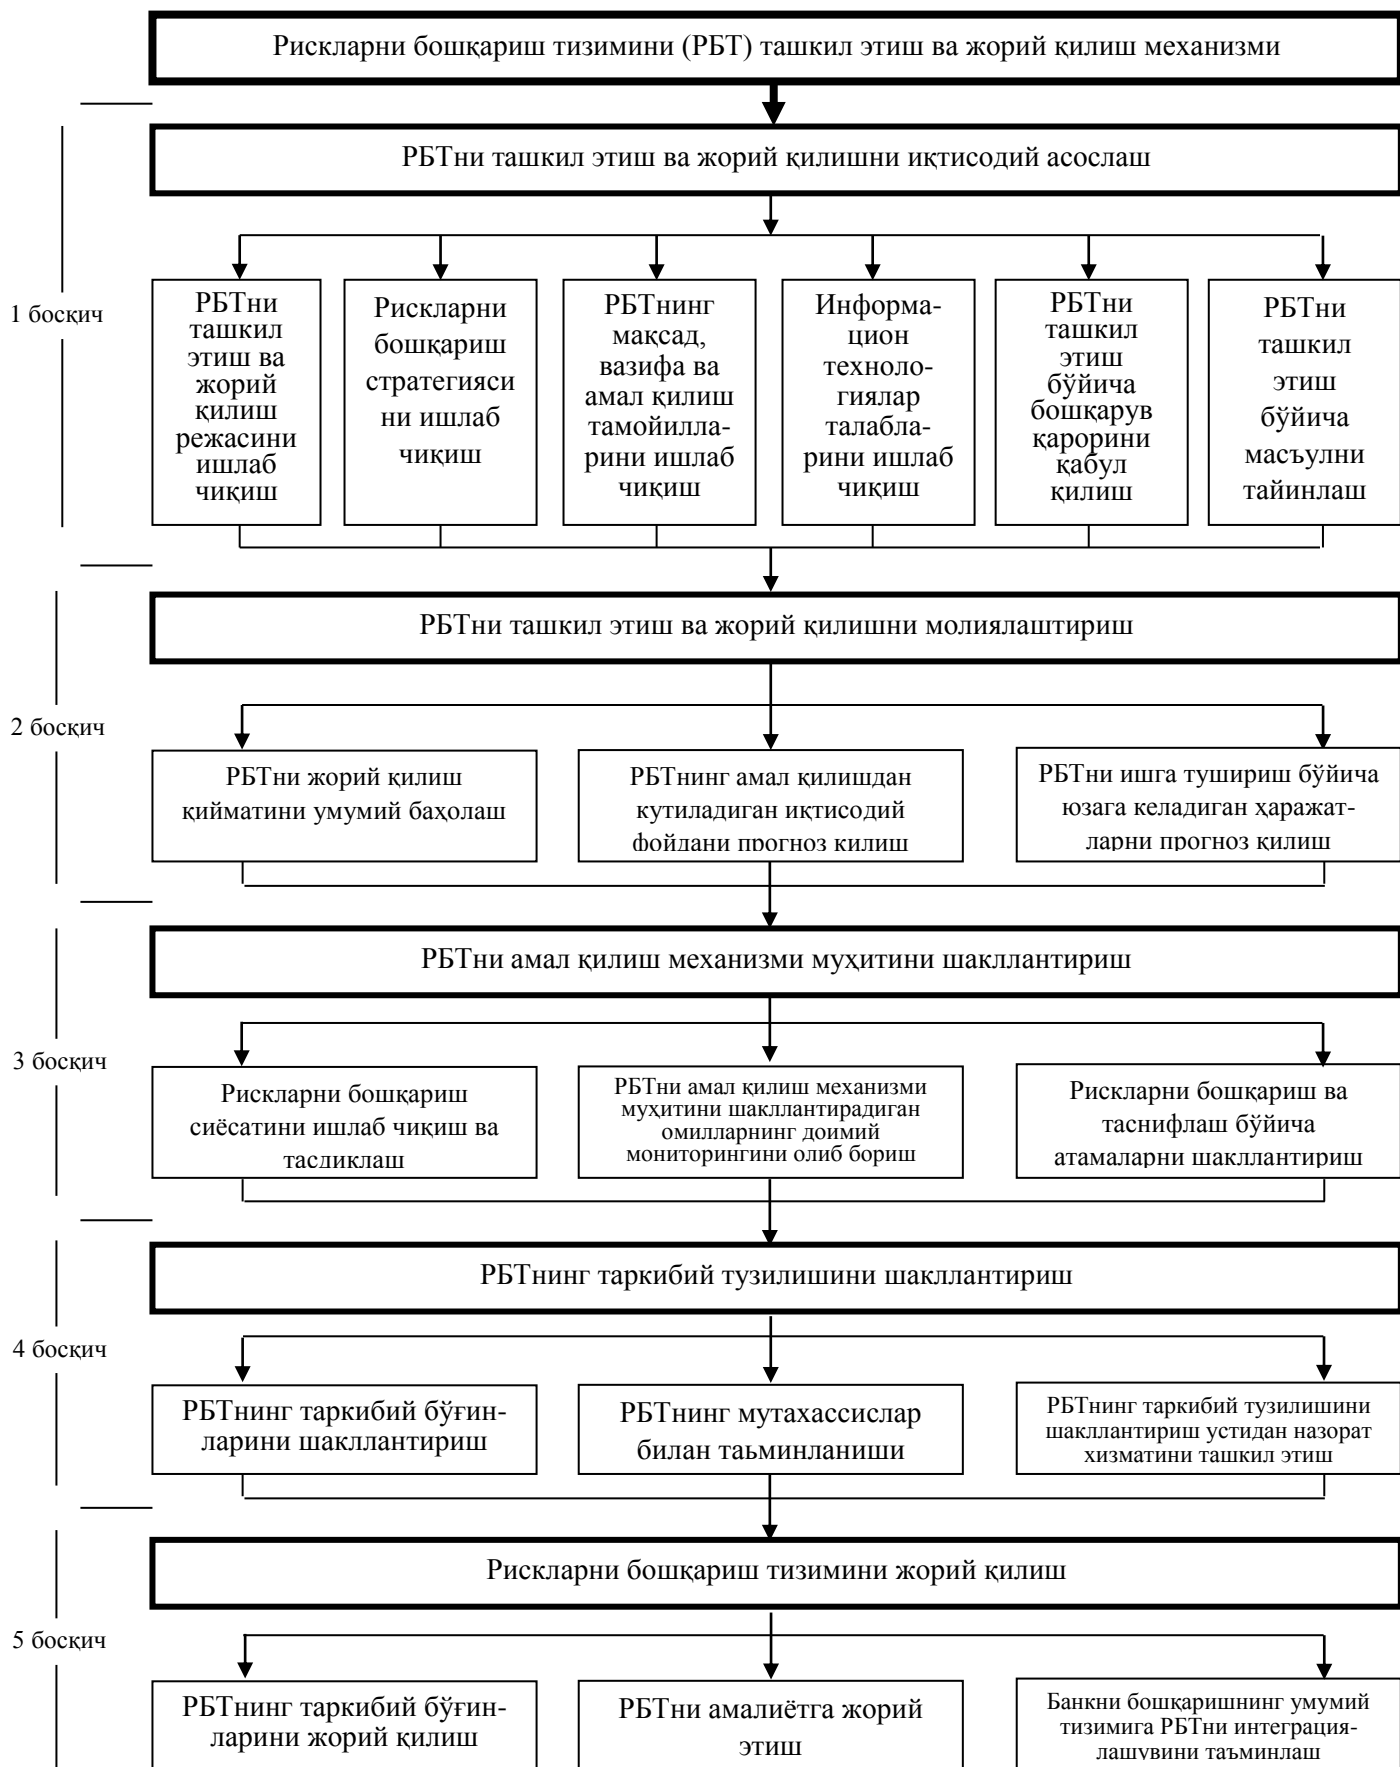 Рискларни бошқариш тизимини (РБТ) ташкил этиш ва жорий қилиш механизми
РБТни ташкил этиш ва жорий қилишни иқтисодий асослаш
1 босқич
РБТни
ташкил
этиш ва
жорий
қилиш
режасини
ишлаб
чиқиш
Рискларни
бошқариш
стратегияси
ни ишлаб
чиқиш
РБТнинг
мақсад,
вазифа ва
амал қилиш
тамойилла-
рини ишлаб
чиқиш
Информа-
цион
техноло-
гиялар
талабла-
рини ишлаб
чиқиш
РБТни
ташкил
этиш
бўйича
бошқарув
қарорини
қабул
қилиш
РБТни
ташкил
этиш
бўйича
масъулни
тайинлаш
РБТни ташкил этиш ва жорий қилишни молиялаштириш
2 босқич
РБТни жорий қилиш
қийматини умумий баҳолаш
РБТнинг амал қилишдан
кутиладиган иқтисодий
фойдани прогноз қилиш
РБТни ишга тушириш бўйича
юзага келадиган ҳаражат-
ларни прогноз қилиш
РБТни амал қилиш механизми муҳитини шакллантириш
3 босқич
Рискларни бошқариш
сиёсатини ишлаб чиқиш ва
тасдиқлаш
РБТни амал қилиш механизми
муҳитини шакллантирадиган
омилларнинг доимий
мониторингини олиб бориш
Рискларни бошқариш ва
таснифлаш бўйича
атамаларни шакллантириш
РБТнинг таркибий тузилишини шакллантириш
4 босқич
РБТнинг таркибий бўғин-
ларини шакллантириш
РБТнинг мутахассислар
билан таьминланиши
РБТнинг таркибий тузилишини
шакллантириш устидан назорат
хизматини ташкил этиш
Рискларни бошқариш тизимини жорий қилиш
5 босқич
РБТнинг таркибий бўғин-
ларини жорий қилиш
РБТни амалиётга жорий
этиш
Банкни бошқаришнинг умумий
тизимига РБТни интеграция-
лашувини таъминлаш